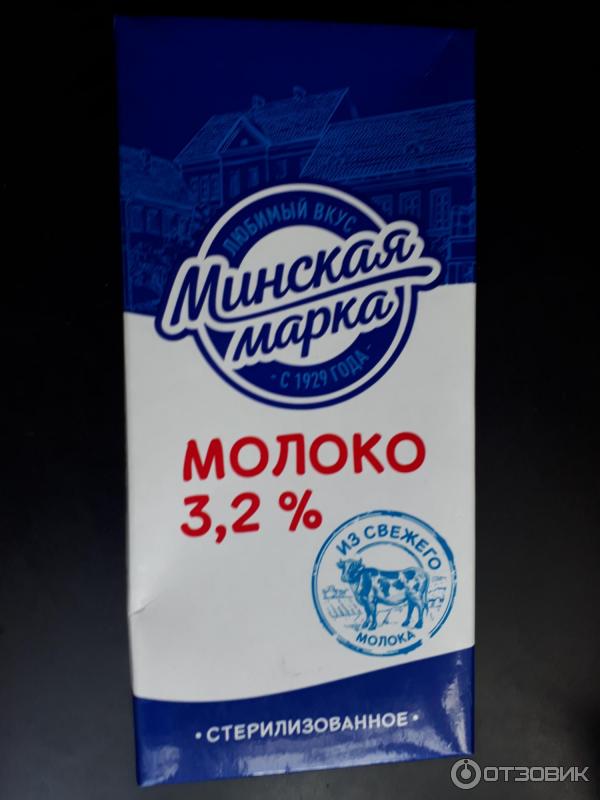 ЛЮБИМЫЙ ВКУС
Минская
марка
- С 1929 ГОДА -
МОЛОКО
3,2 %
ИЗ СВЕЖЕГО
МОЛОКА
• СТЕРИЛИЗОВАННОЕ •
ОТЗОВИК